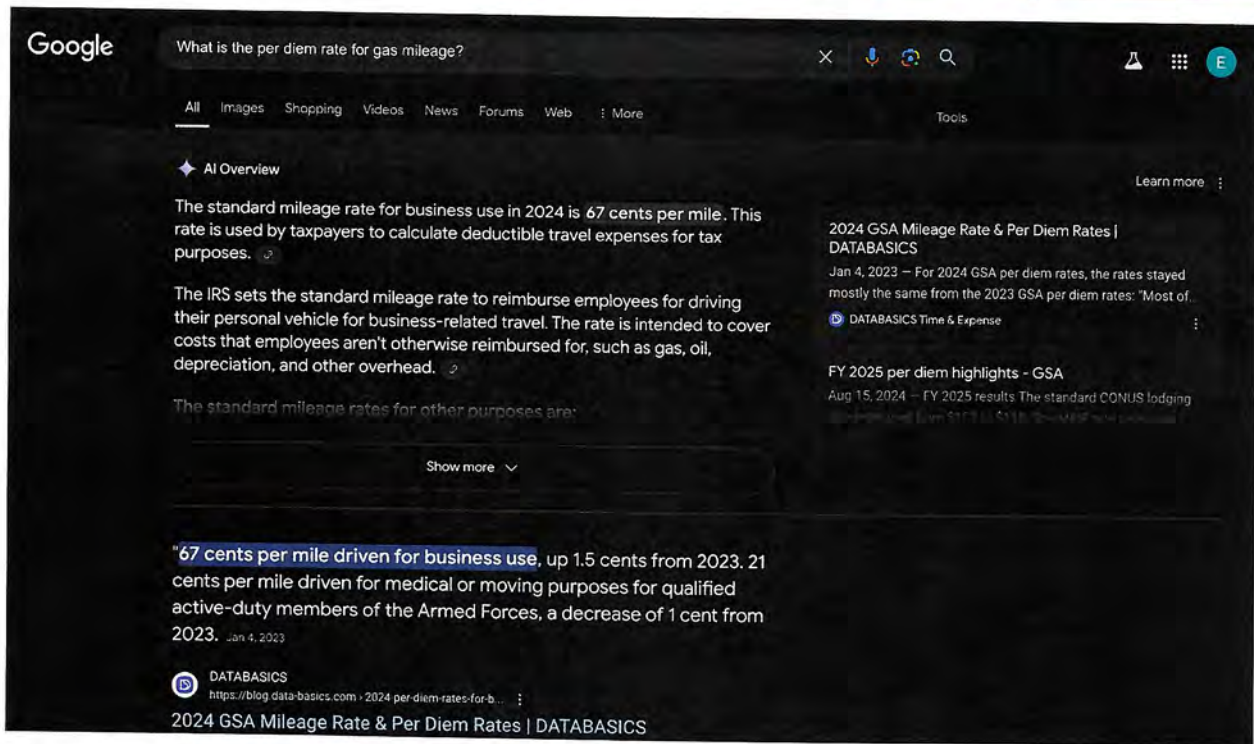 Google
What is the per diem rate for gas mileage?
E
All Images Shopping Videos News Forums Web More
Tools
AI Overview
Learn more
The standard mileage rate for business use in 2024 is 67 cents per mile. This
rate is used by taxpayers to calculate deductible travel expenses for tax
purposes.
The IRS sets the standard mileage rate to reimburse employees for driving
their personal vehicle for business-related travel. The rate is intended to cover
costs that employees aren't otherwise reimbursed for, such as gas, oil,
depreciation, and other overhead.
The standard mileage rates for other purposes are:
Show more
2024 GSA Mileage Rate & Per Diem Rates |
DATABASICS
Jan 4, 2023 — For 2024 GSA per diem rates, the rates stayed
mostly the same from the 2023 GSA per diem rates: "Most of..
DATABASICS Time & Expense
FY 2025 per diem highlights - GSA
Aug 15, 2024 — FY 2025 results The standard CONUS lodging
"67 cents per mile driven for business use, up 1.5 cents from 2023. 21
cents per mile driven for medical or moving purposes for qualified
active-duty members of the Armed Forces, a decrease of 1 cent from
2023. Jan 4, 2023
DATABASICS
https://blog.data-basics.com › 2024 per-diem-rates-for-b...
2024 GSA Mileage Rate & Per Diem Rates | DATABASICS